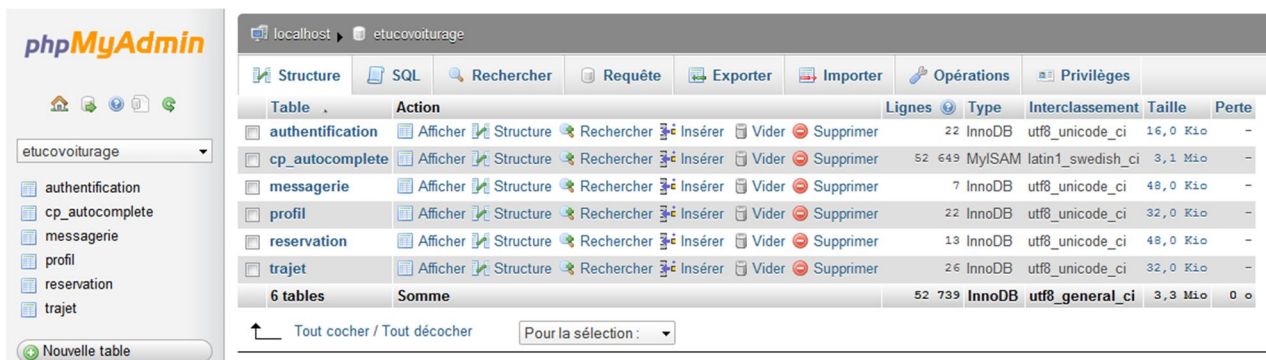 phpMyAdmin
etucovoiturage
authentification
cp_autocomplete
messagerie
profil
reservation
trajet
Nouvelle table
localhost etucovoiturage
Structure SQL Rechercher Requête Exporter Importer Opérations Privilèges
Table Action Lignes Type Interclassement Taille Perte
authentification Afficher Structure Rechercher Insérer Vider Supprimer 22 InnoDB utf8_unicode_ci 16,0 Kio -
cp_autocomplete Afficher Structure Rechercher Insérer Vider Supprimer 52 649 MyISAM latin1_swedish_ci 3,1 Mio -
messagerie Afficher Structure Rechercher Insérer Vider Supprimer 7 InnoDB utf8_unicode_ci 48,0 Kio -
profil Afficher Structure Rechercher Insérer Vider Supprimer 22 InnoDB utf8_unicode_ci 32,0 Kio -
reservation Afficher Structure Rechercher Insérer Vider Supprimer 13 InnoDB utf8_unicode_ci 48,0 Kio -
trajet Afficher Structure Rechercher Insérer Vider Supprimer 26 InnoDB utf8_unicode_ci 32,0 Kio -
6 tables Somme 52 739 InnoDB utf8_general_ci 3,3 Mio 0 o
Tout cocher / Tout décocher Pour la sélection :